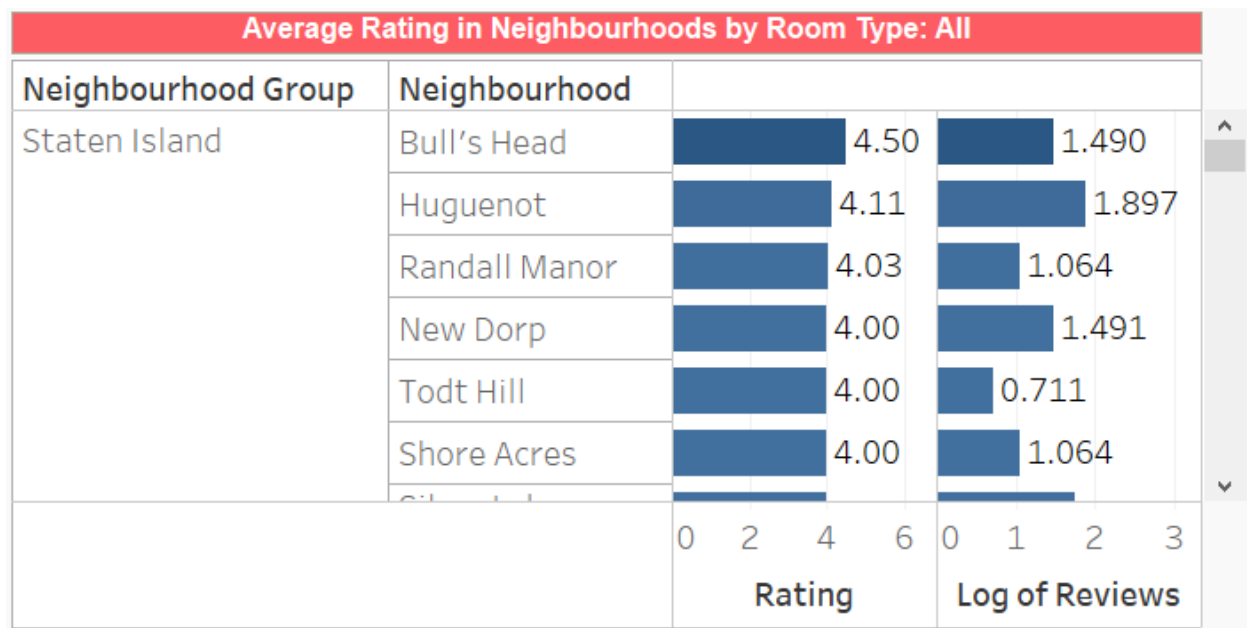 Average Rating in Neighbourhoods by Room Type: All
Neighbourhood Group Neighbourhood
Staten Island Bull's Head 4.50 1.490
Huguenot 4.11 1.897
Randall Manor 4.03 1.064
New Dorp 4.00 1.491
Todt Hill 4.00 0.711
Shore Acres 4.00 1.064
0 2 4 6 0 1 2 3
Rating Log of Reviews